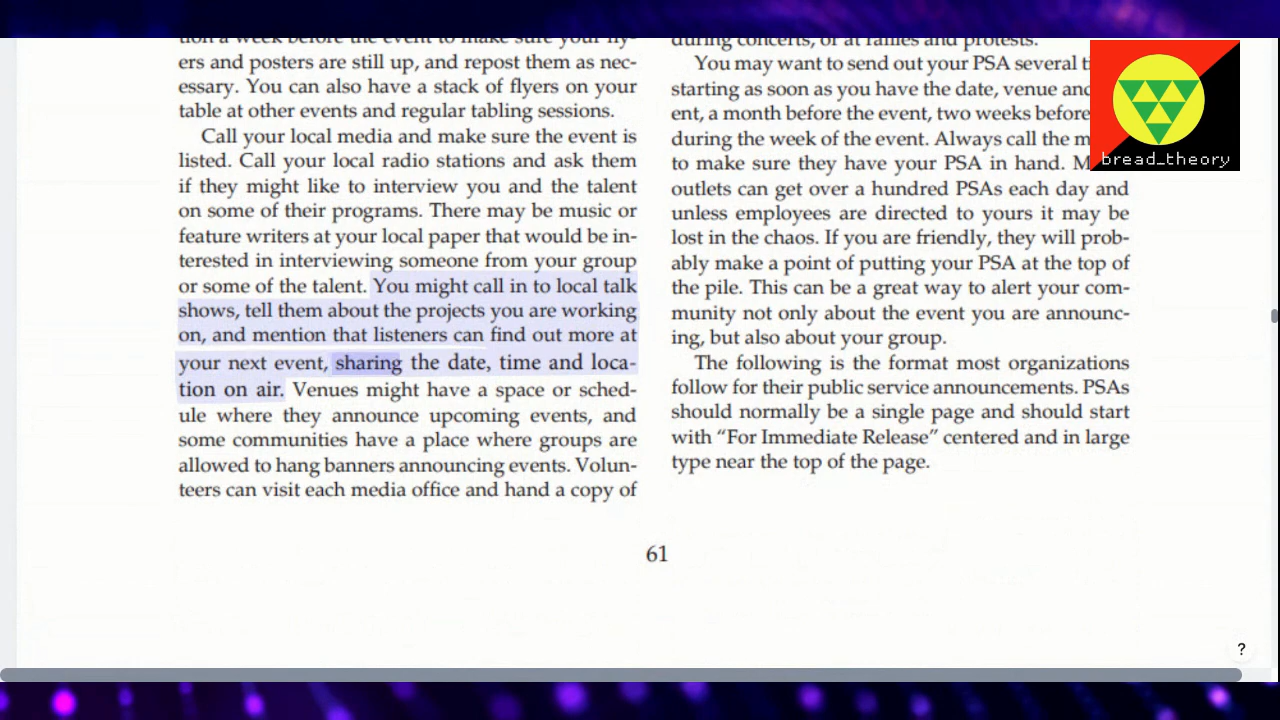 tion a week before the event to make sure your fly-
ers and posters are still up, and repost them as nec-
essary. You can also have a stack of flyers on your
table at other events and regular tabling sessions.
Call your local media and make sure the event is
listed. Call your local radio stations and ask them
if they might like to interview you and the talent
on some of their programs. There may be music or
feature writers at your local paper that would be in-
terested in interviewing someone from your group
or some of the talent. You might call in to local talk
shows, tell them about the projects you are working
on, and mention that listeners can find out more at
your next event, sharing the date, time and loca-
tion on air. Venues might have a space or sched-
ule where they announce upcoming events, and
some communities have a place where groups are
allowed to hang banners announcing events. Volun-
teers can visit each media office and hand a copy of
during concerts, or at rallies and protests.
You may want to send out your PSA several
starting as soon as you have the date, venue
ent, a month before the event, two weeks before
during the week of the event. Always call the
to make sure they have your PSA in hand.
outlets can get over a hundred PSAs each day and
unless employees are directed to yours it may be
lost in the chaos. If you are friendly, they will prob-
ably make a point of putting your PSA at the top of
the pile. This can be a great way to alert your com-
munity not only about the event you are announc-
ing, but also about your group.
The following is the format most organizations
follow for their public service announcements. PSAs
should normally be a single page and should start
with “For Immediate Release” centered and in large
type near the top of the page.
61
bread_theory
?